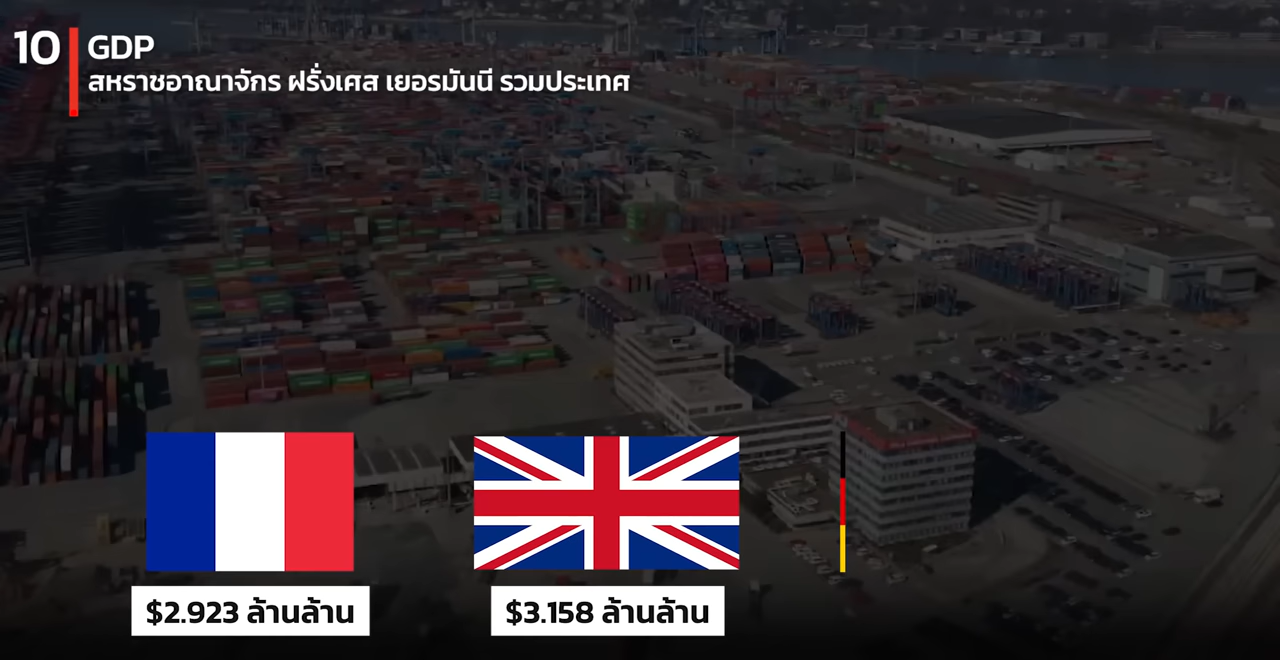 10
GDP
สหราชอาณาจักร ฝรั่งเศส เยอรมันนี รวมประเทศ
$2.923 ล้านล้าน
$3.158 ล้านล้าน